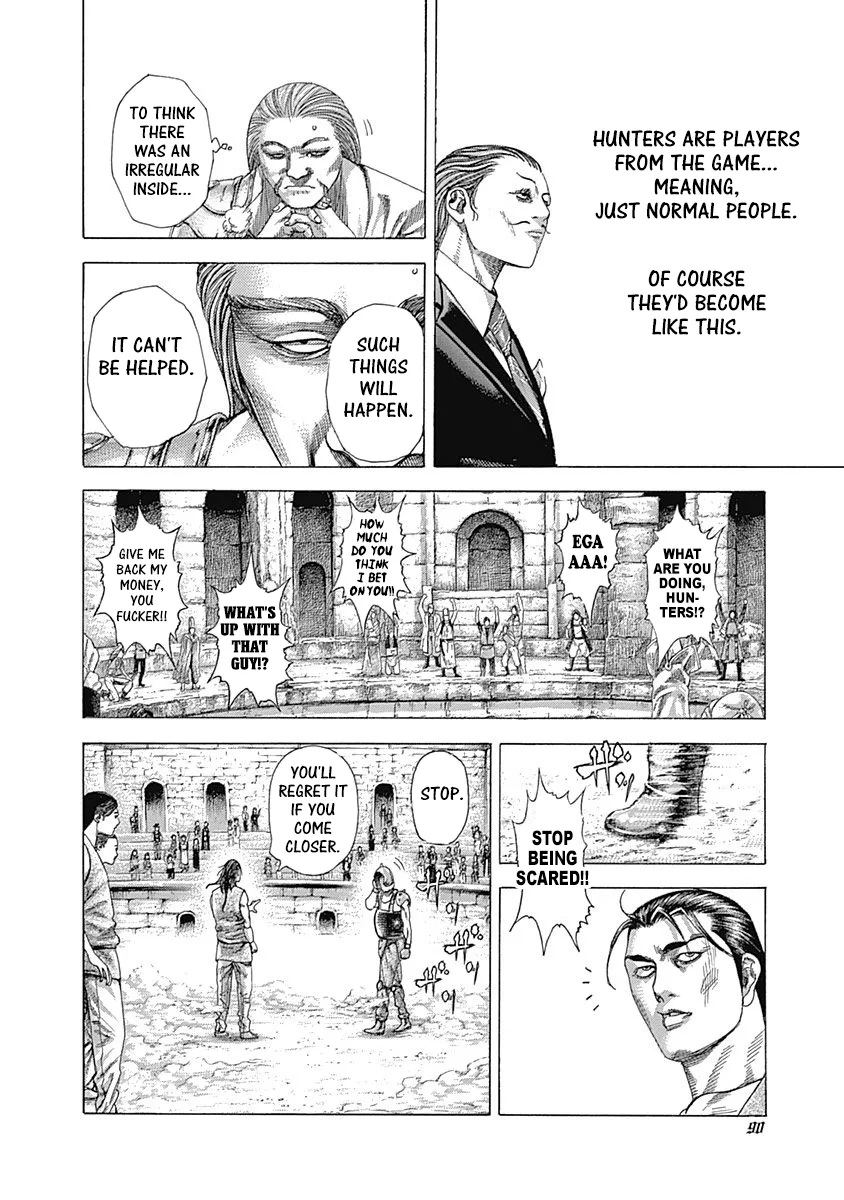 HUNTERS ARE PLAYERS
FROM THE GAME...
MEANING,
JUST NORMAL PEOPLE.
OF COURSE
THEY'D BECOME
LIKE THIS.
TO THINK
THERE
WAS AN
IRREGULAR
INSIDE...
SUCH
THINGS
WILL
HAPPEN.
IT CAN'T
BE HELPED.
WHAT
ARE YOU
DOING,
HUN-
TERS!?
EGA
AAA!
HOW
MUCH
DO YOU
THINK
I BET
ON YOU!!
WHAT'S
UP WITH
THAT
GUY!?
GIVE ME
BACK MY
MONEY,
YOU
FUCKER!!
STOP
BEING
SCARED!!
STOP.
YOU'LL
REGRET IT
IF YOU
COME
CLOSER.
90